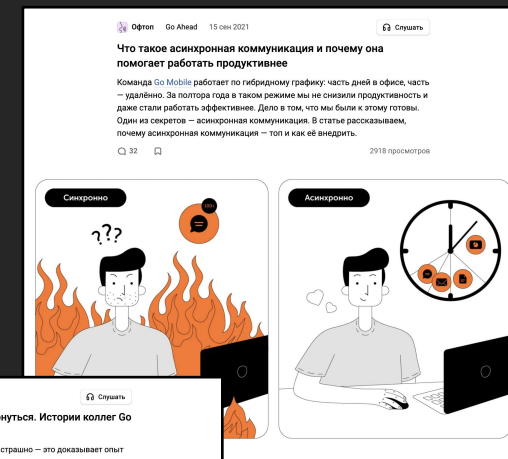 Офтоп Go Ahead 15 сен 2021 Слушать
Что такое асинхронная коммуникация и почему она
помогает работать продуктивнее
Команда Go Mobile работает по гибридному графику: часть дней в офисе, часть
— удалённо. За полтора года в таком режиме мы не снизили продуктивность и
даже стали работать эффективнее. Дело в том, что мы были к этому готовы.
Один из секретов — асинхронная коммуникация. В статье рассказываем,
почему асинхронная коммуникация — топ и как её внедрить.
32 2918 просмотров
Синхронно
100+
???
Асинхронно
Слушать
нуться. Истории коллег Go
страшно — это доказывает опыт